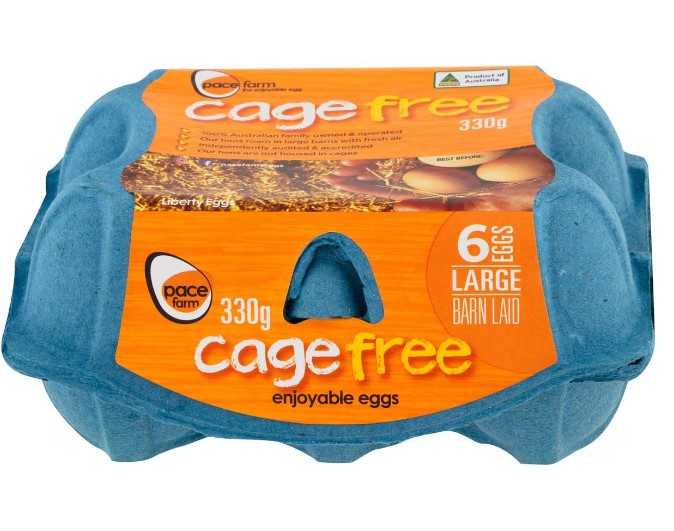 pace farm
the enjoyable egg
Product of
Australia
cage free
330g
100% Australian family owned & operated
Our hens roam in large barns with fresh air
Independently audited & accredited
Our hens are not housed in cages
/pacefarmeggs
BEST BEFORE:
Liberty Eggs
6 EGGS
LARGE
BARN LAID
pace
farm
330g
cage free
enjoyable eggs